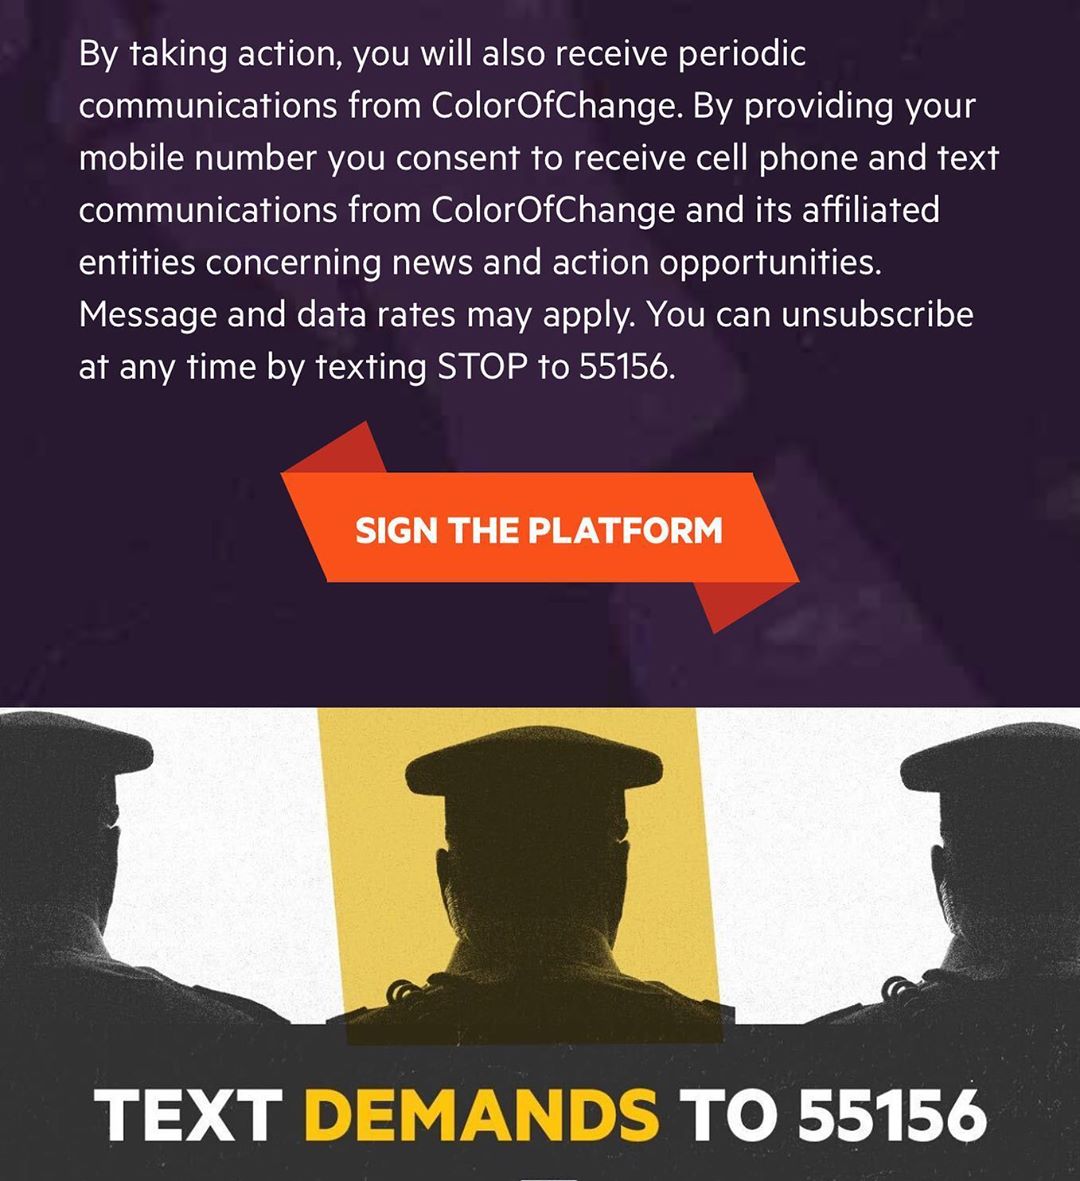 By taking action, you will also receive periodic
communications from ColorOfChange. By providing your
mobile number you consent to receive cell phone and text
communications from ColorOfChange and its affiliated
entities concerning news and action opportunities.
Message and data rates may apply. You can unsubscribe
at any time by texting STOP to 55156.
SIGN THE PLATFORM
TEXT DEMANDS TO 55156